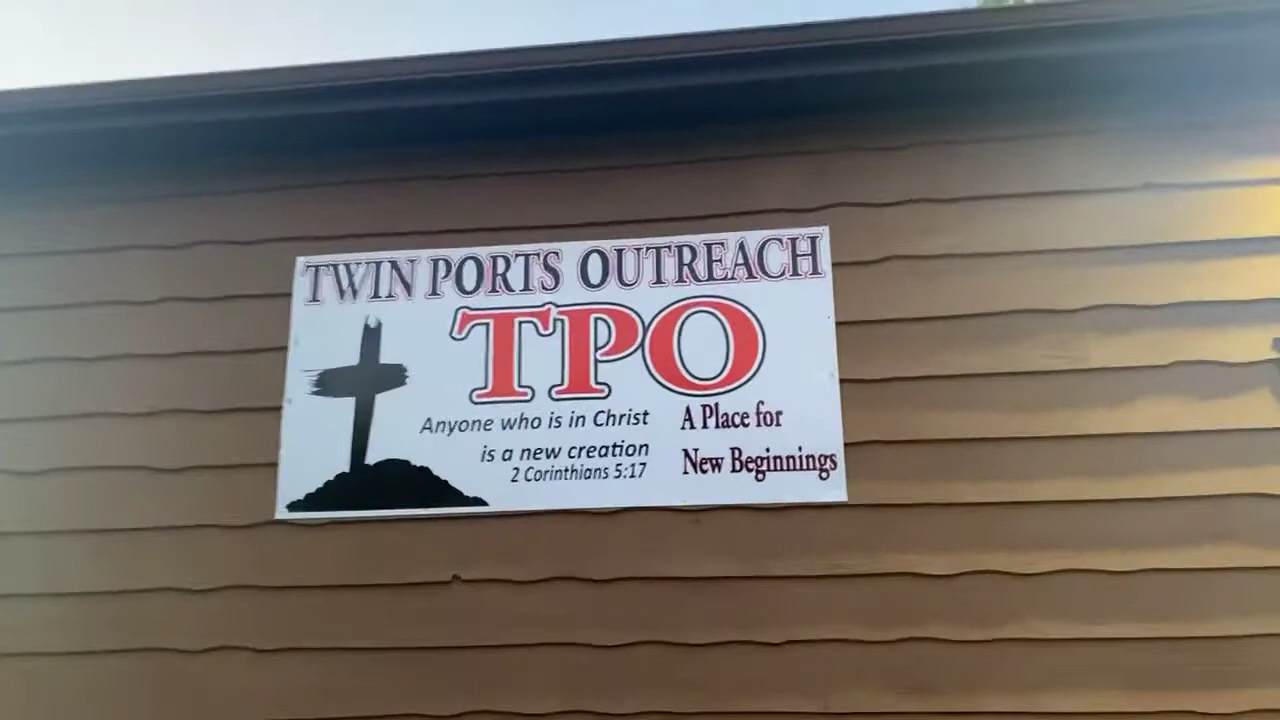 TWIN PORTS OUTREACH
TPO
Anyone who is in Christ
is a new creation
2 Corinthians 5:17
A Place for
New Beginnings